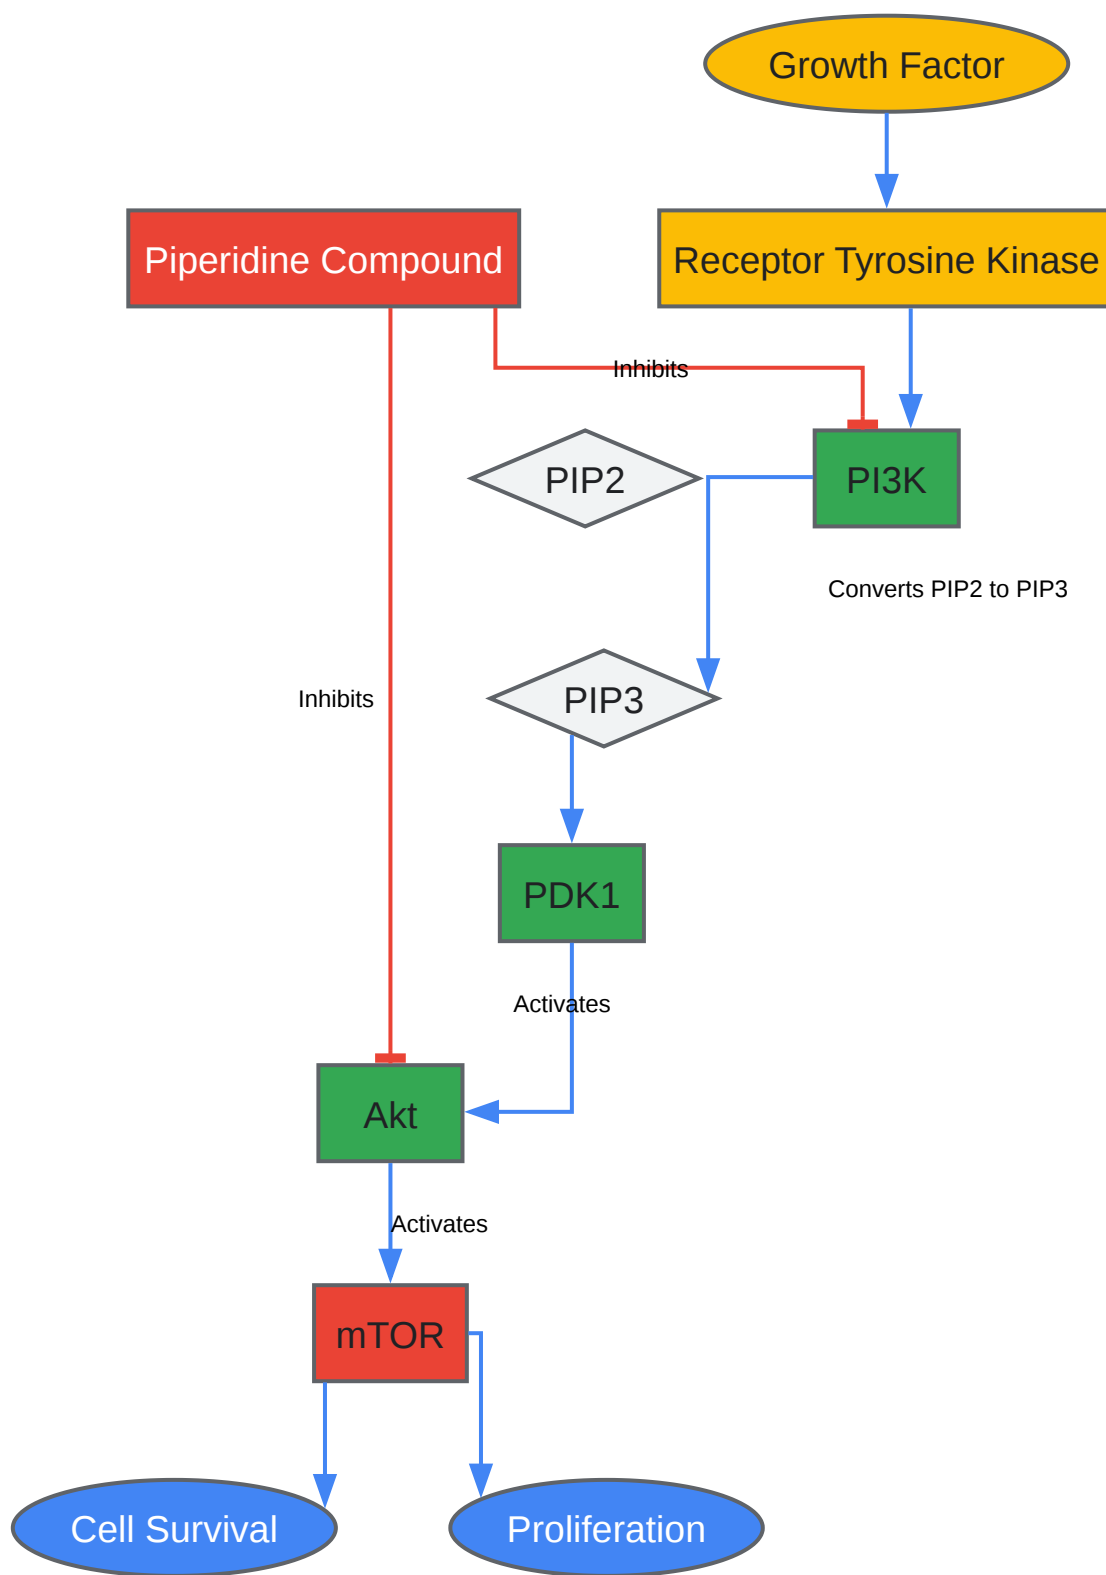 Growth Factor
Piperidine Compound
Receptor Tyrosine Kinase
Inhibits
PIP2
PI3K
Converts PIP2 to PIP3
Inhibits
PIP3
PDK1
Activates
Akt
Activates
mTOR
Cell Survival
Proliferation